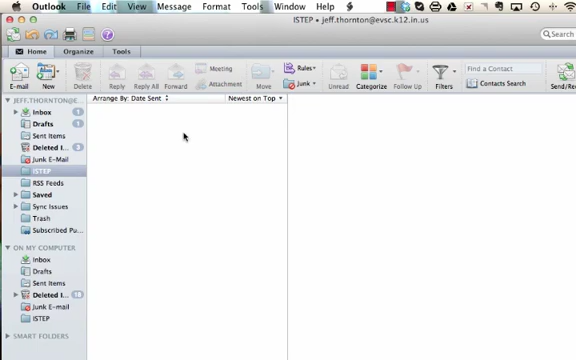 Outlook File Edit View Message Format Tools Window Help
ISTEP • jeff.thornton@evsc.k12.in.us
Search
Home Organize Tools
E-mail New Delete Reply Reply All Forward Meeting Attachment Move Rules Junk Unread Categorize Follow Up Filters Find a Contact Contacts Search Send/Rec
JEFF.THORNTON@E...
Arrange By: Date Sent Newest on Top
Inbox 1
Drafts 1
Sent Items
Deleted I... 3
Junk E-Mail
ISTEP
RSS Feeds
Saved
Sync Issues
Trash
Subscribed Pu...
ON MY COMPUTER
Inbox
Drafts
Sent Items
Deleted I... 18
Junk E-mail
ISTEP
SMART FOLDERS